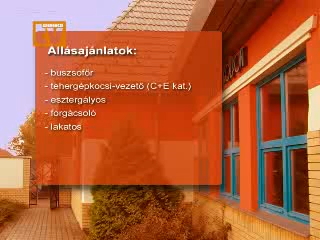 Állásajánlatok:
- buszsofőr
- tehergépkocsi-vezető (C+E kat.)
- esztergályos
- forgácsoló
- lakatos